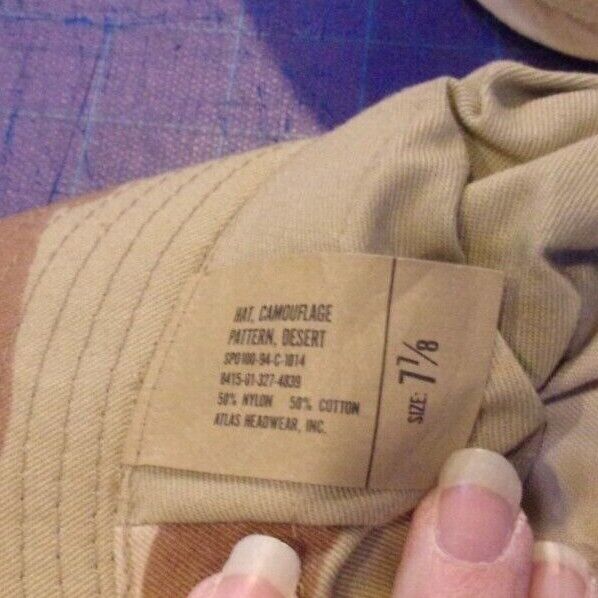 HAT, CAMOUFLAGE
PATTERN, DESERT
SPO100-94-C-1014
8415-01-327-4839
50% NYLON 50% COTTON
ATLAS HEADWEAR, INC.
SIZE: 7 1/8